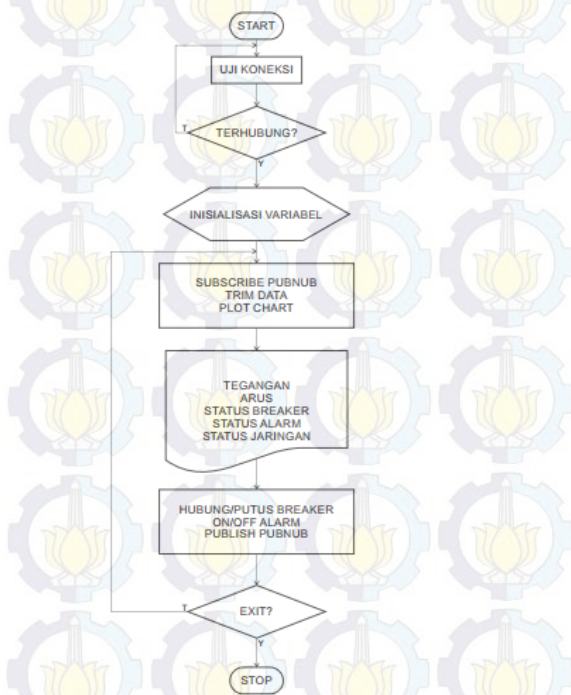 START
UJI KONEKSI
T
TERHUBUNG?
Y
INISIALISASI VARIABEL
SUBSCRIBE PUBNUB
TRIM DATA
PLOT CHART
TEGANGAN
ARUS
STATUS BREAKER
STATUS ALARM
STATUS JARINGAN
HUBUNG/PUTUS BREAKER
ON/OFF ALARM
PUBLISH PUBNUB
T
EXIT?
Y
STOP